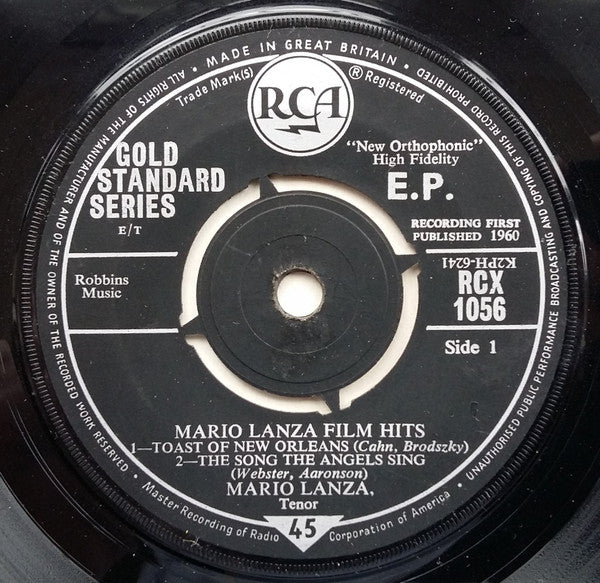 ALL RIGHTS OF THE MANUFACTURER AND OF THE OWNER OF THE RECORDED WORK RESERVED • MADE IN GREAT BRITAIN • UNAUTHORISED PUBLIC PERFORMANCE BROADCASTING AND COPYING OF THIS RECORD PROHIBITED
Trade Mark(s)
® Registered
RCA
GOLD
STANDARD
SERIES
E/T
"New Orthophonic"
High Fidelity
E.P.
RECORDING FIRST
PUBLISHED 1960
K2PH-6241
RCX
1056
Robbins
Music
Side 1
MARIO LANZA FILM HITS
1—TOAST OF NEW ORLEANS (Cahn, Brodszky)
2—THE SONG THE ANGELS SING
(Webster, Aaronson)
MARIO LANZA,
Tenor
• Master Recording of Radio Corporation of America •
45